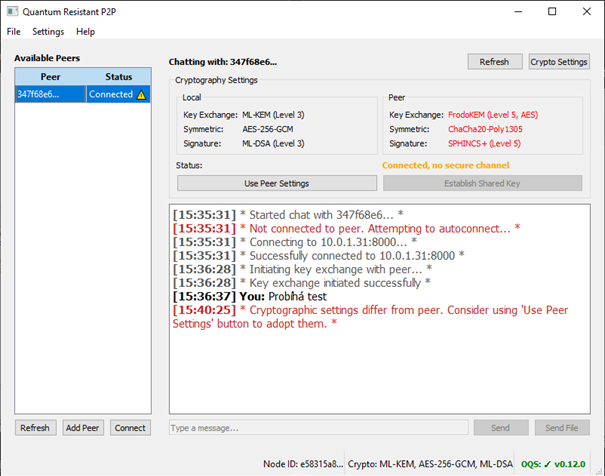 Quantum Resistant P2P
File Settings Help
Available Peers
Peer Status
347f68e6... Connected
Refresh Add Peer Connect
Chatting with: 347f68e6...
Refresh Crypto Settings
Cryptography Settings
Local
Key Exchange: ML-KEM (Level 3)
Symmetric: AES-256-GCM
Signature: ML-DSA (Level 3)
Peer
Key Exchange: FrodoKEM (Level 5, AES)
Symmetric: ChaCha20-Poly1305
Signature: SPHINCS+ (Level 5)
Status: Connected, no secure channel
Use Peer Settings Establish Shared Key
[15:35:31] * Started chat with 347f68e6... *
[15:35:31] * Not connected to peer. Attempting to autoconnect... *
[15:35:31] * Connecting to 10.0.1.31:8000... *
[15:35:31] * Successfully connected to 10.0.1.31:8000 *
[15:36:28] * Initiating key exchange with peer... *
[15:36:28] * Key exchange initiated successfully *
[15:36:37] You: Probíhá test
[15:40:25] * Cryptographic settings differ from peer. Consider using 'Use Peer
Settings' button to adopt them. *
Type a message... Send Send File
Node ID: e58315a8... Crypto: ML-KEM, AES-256-GCM, ML-DSA OQS: ✓ v0.12.0